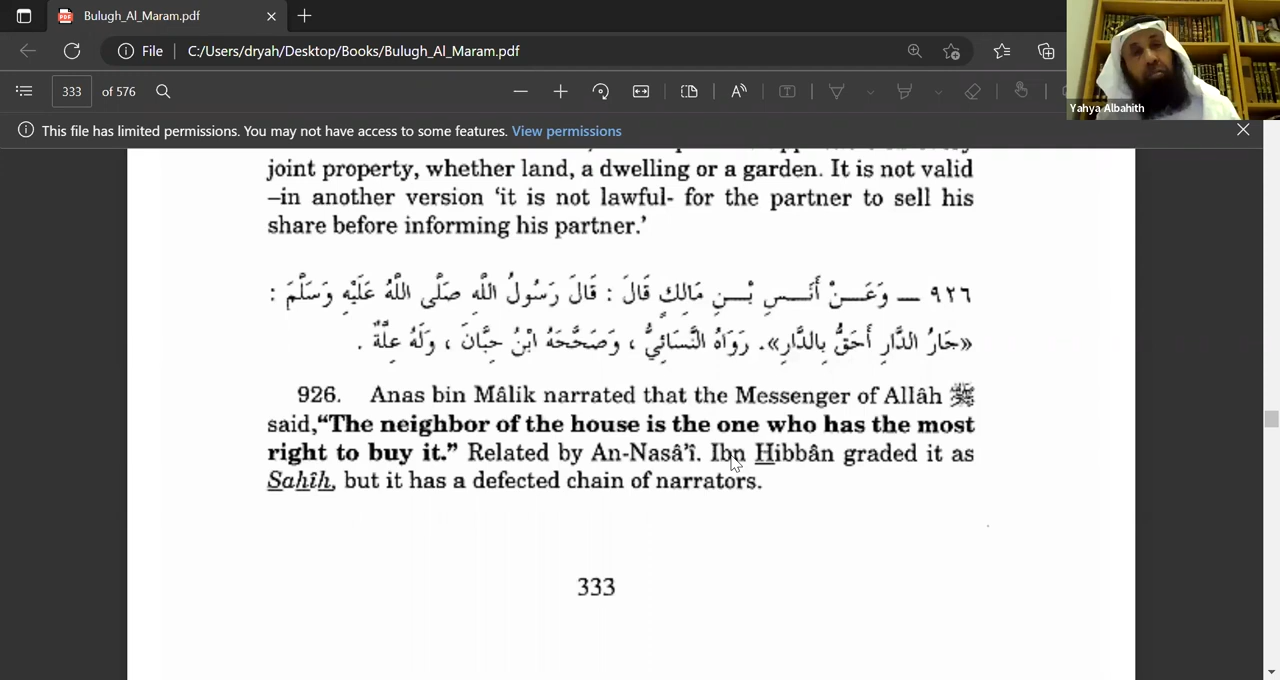 Bulugh_Al_Maram.pdf
File
C:/Users/dryah/Desktop/Books/Bulugh_Al_Maram.pdf
333 of 576
This file has limited permissions. You may not have access to some features. View permissions
Yahya Albahith
joint property, whether land, a dwelling or a garden. It is not valid
–in another version ‘it is not lawful- for the partner to sell his
share before informing his partner.’
٩٢٦ — وَعَـــنْ أَنَـــسِ بْـــنِ مَالِكٍ قَالَ : قَالَ رَسُولُ اللَّهِ صَلَّى اللَّهُ عَلَيْهِ وَسَلَّمَ :
«جَارُ الدَّارِ أَحَقُّ بِالدَّارِ». رَوَاهُ النَّسَائِيُّ ، وَصَحَّحَهُ ابْنُ حِبَّانَ ، وَلَهُ عِلَّةٌ .
926. Anas bin Mâlik narrated that the Messenger of Allâh ﷺ
said,“The neighbor of the house is the one who has the most
right to buy it.” Related by An-Nasâ’î. Ibn Hibbân graded it as
Sahîh, but it has a defected chain of narrators.
333